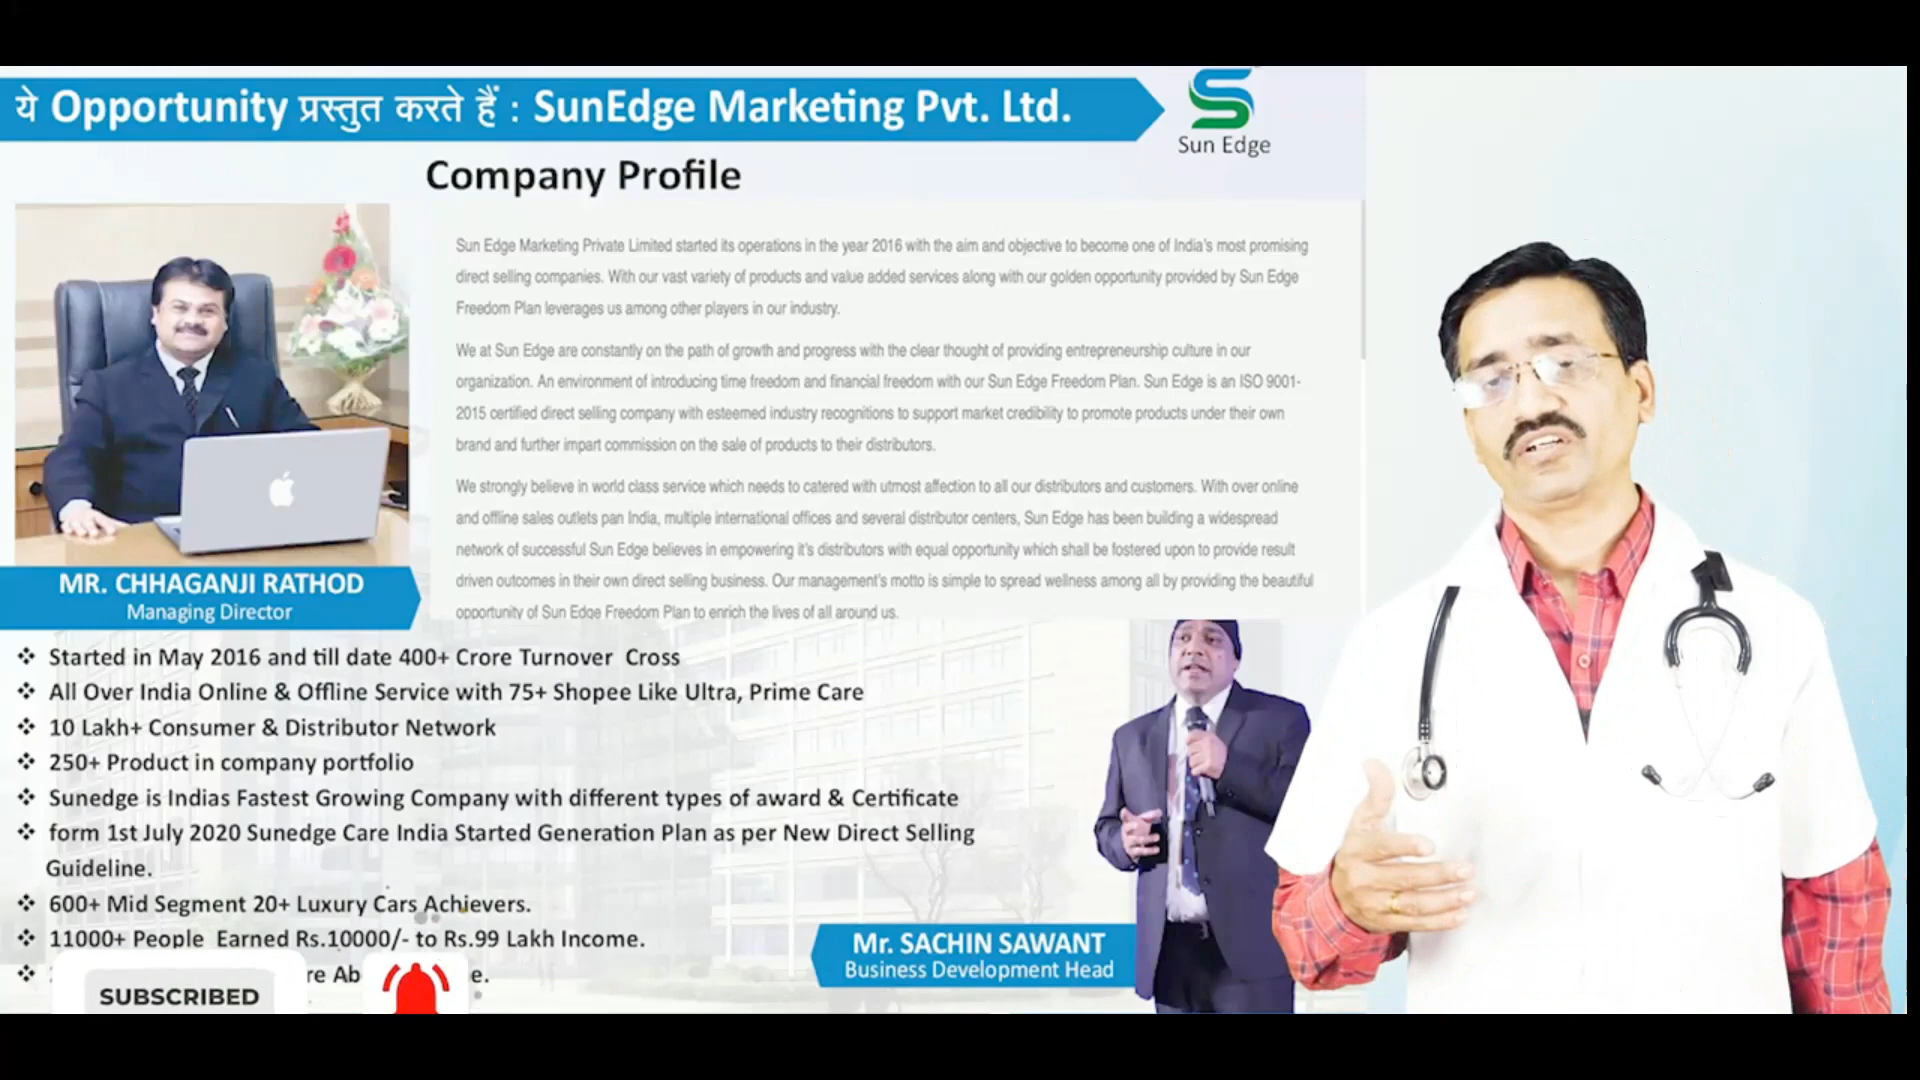 ये Opportunity प्रस्तुत करते हैं : SunEdge Marketing Pvt. Ltd.
Sun Edge
Company Profile
Sun Edge Marketing Private Limited started its operations in the year 2016 with the aim and objective to become one of India's most promising
direct selling companies. With our vast variety of products and value added services along with our golden opportunity provided by Sun Edge
Freedom Plan leverages us among other players in our industry.
We at Sun Edge are constantly on the path of growth and progress with the clear thought of providing entrepreneurship culture in our
organization. An environment of introducing time freedom and financial freedom with our Sun Edge Freedom Plan. Sun Edge is an ISO 9001-
2015 certified direct selling company with esteemed industry recognitions to support market credibility to promote products under their own
brand and further impart commission on the sale of products to their distributors.
We strongly believe in world class service which needs to catered with utmost affection to all our distributors and customers. With over online
and offline sales outlets pan India, multiple international offices and several distributor centers, Sun Edge has been building a widespread
network of successful Sun Edge believes in empowering it's distributors with equal opportunity which shall be fostered upon to provide result
driven outcomes in their own direct selling business. Our management's motto is simple to spread wellness among all by providing the beautiful
opportunity of Sun Edge Freedom Plan to enrich the lives of all around us.
MR. CHHAGANJI RATHOD
Managing Director
❖ Started in May 2016 and till date 400+ Crore Turnover Cross
❖ All Over India Online & Offline Service with 75+ Shopee Like Ultra, Prime Care
❖ 10 Lakh+ Consumer & Distributor Network
❖ 250+ Product in company portfolio
❖ Sunedge is Indias Fastest Growing Company with different types of award & Certificate
❖ form 1st July 2020 Sunedge Care India Started Generation Plan as per New Direct Selling
Guideline.
❖ 600+ Mid Segment 20+ Luxury Cars Achievers.
❖ 11000+ People Earned Rs.10000/- to Rs.99 Lakh Income.
Mr. SACHIN SAWANT
Business Development Head
SUBSCRIBED